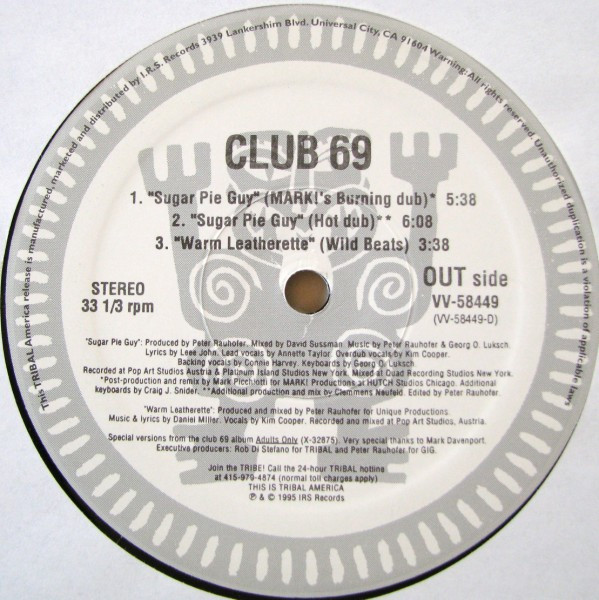 This TRIBAL America release is manufactured, marketed and distributed by I.R.S. Records 3939 Lankershim Blvd. Universal City, CA 91604 Warning: All rights reserved. Unauthorized duplication is a violation of applicable laws
CLUB 69
1. "Sugar Pie Guy" (MARK!'s Burning dub)* 5:38
2. "Sugar Pie Guy" (Hot dub)** 6:08
3. "Warm Leatherette" (Wild Beats) 3:38
STEREO
33 1/3 rpm
OUT side
VV-58449
(VV-58449-D)
"Sugar Pie Guy": Produced by Peter Rauhofer. Mixed by David Sussman. Music by Peter Rauhofer & Georg O. Luksch.
Lyrics by Leee John. Lead vocals by Annette Taylor. Overdub vocals by Kim Cooper.
Backing vocals by Connie Harvey. Keyboards by Georg O. Luksch.
Recorded at Pop Art Studios Austria & Platinum Island Studios New York. Mixed at Quad Recording Studios New York.
*Post-production and remix by Mark Picchiotti for MARK! Productions at HUTCH Studios Chicago. Additional
keyboards by Craig J. Snider. **Additional production and mix by Clemmens Neufeld. Edited by Peter Rauhofer.
"Warm Leatherette": Produced and mixed by Peter Rauhofer for Unique Productions.
Music & lyrics by Daniel Miller. Vocals by Kim Cooper. Recorded and mixed at Pop Art Studios, Austria.
Special versions from the club 69 album Adults Only (X-32875). Very special thanks to Mark Davenport.
Executive producers: Rob Di Stefano for TRIBAL and Peter Rauhofer for GIG.
Join the TRIBE! Call the 24-hour TRIBAL hotline
at 415-979-4874 (normal toll charges apply)
THIS IS TRIBAL AMERICA
℗ & © 1995 IRS Records